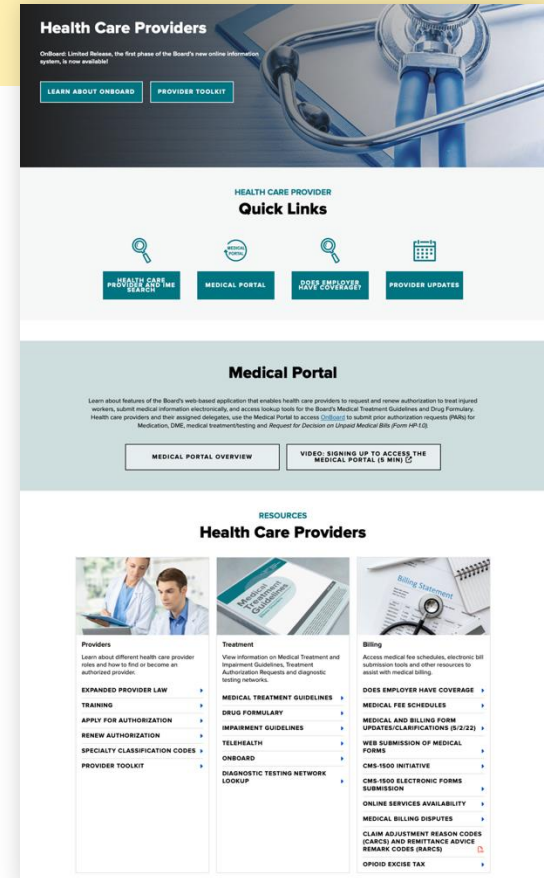 Health Care Providers
OnBoard: Limited Release, the first phase of the Board's new online information
system, is now available!
LEARN ABOUT ONBOARD
PROVIDER TOOLKIT
HEALTH CARE PROVIDER
Quick Links
MEDICAL
PORTAL
HEALTH CARE
PROVIDER AND IME
SEARCH
MEDICAL PORTAL
DOES EMPLOYER
HAVE COVERAGE?
PROVIDER UPDATES
Medical Portal
Learn about features of the Board's web-based application that enables health care providers to request and renew authorization to treat injured
workers, submit medical information electronically, and access lookup tools for the Board's Medical Treatment Guidelines and Drug Formulary.
Health care providers and their assigned delegates, use the Medical Portal to access OnBoard to submit prior authorization requests (PARs) for
Medication, DME, medical treatment/testing and Request for Decision on Unpaid Medical Bills (Form HP-1.0).
MEDICAL PORTAL OVERVIEW
VIDEO: SIGNING UP TO ACCESS THE
MEDICAL PORTAL (5 MIN)
RESOURCES
Health Care Providers
Providers
Learn about different health care provider
roles and how to find or become an
authorized provider.
EXPANDED PROVIDER LAW
TRAINING
APPLY FOR AUTHORIZATION
RENEW AUTHORIZATION
SPECIALTY CLASSIFICATION CODES
PROVIDER TOOLKIT
Medical
Treatment
Guidelines
Treatment
View information on Medical Treatment and
Impairment Guidelines, Treatment
Authorization Requests and diagnostic
testing networks.
MEDICAL TREATMENT GUIDELINES
DRUG FORMULARY
IMPAIRMENT GUIDELINES
TELEHEALTH
ONBOARD
DIAGNOSTIC TESTING NETWORK
LOOKUP
Billing Statement
Billing
Access medical fee schedules, electronic bill
submission tools and other resources to
assist with medical billing.
DOES EMPLOYER HAVE COVERAGE
MEDICAL FEE SCHEDULES
MEDICAL AND BILLING FORM
UPDATES/CLARIFICATIONS (5/2/22)
WEB SUBMISSION OF MEDICAL
FORMS
CMS-1500 INITIATIVE
CMS-1500 ELECTRONIC FORMS
SUBMISSION
ONLINE SERVICES AVAILABILITY
MEDICAL BILLING DISPUTES
CLAIM ADJUSTMENT REASON CODES
(CARCS) AND REMITTANCE ADVICE
REMARK CODES (RARCS)
OPIOID EXCISE TAX